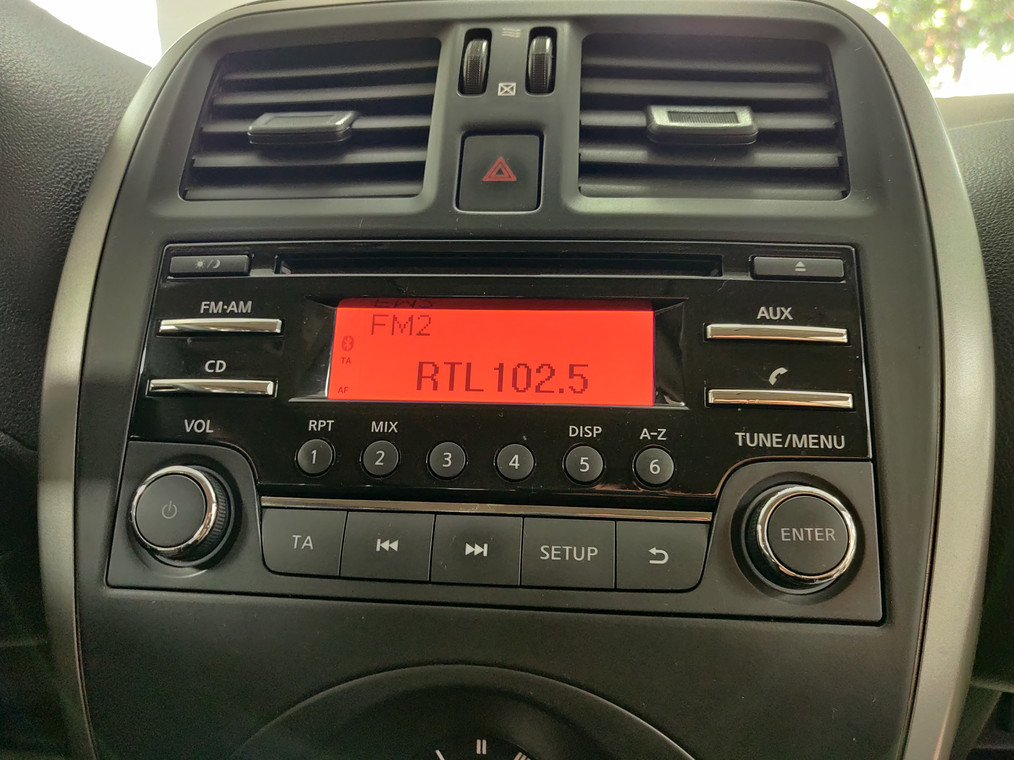 FM·AM
CD
VOL
FM2
TA
AF
RTL 102.5
AUX
TUNE/MENU
RPT
MIX
DISP
A-Z
1
2
3
4
5
6
TA
SETUP
ENTER